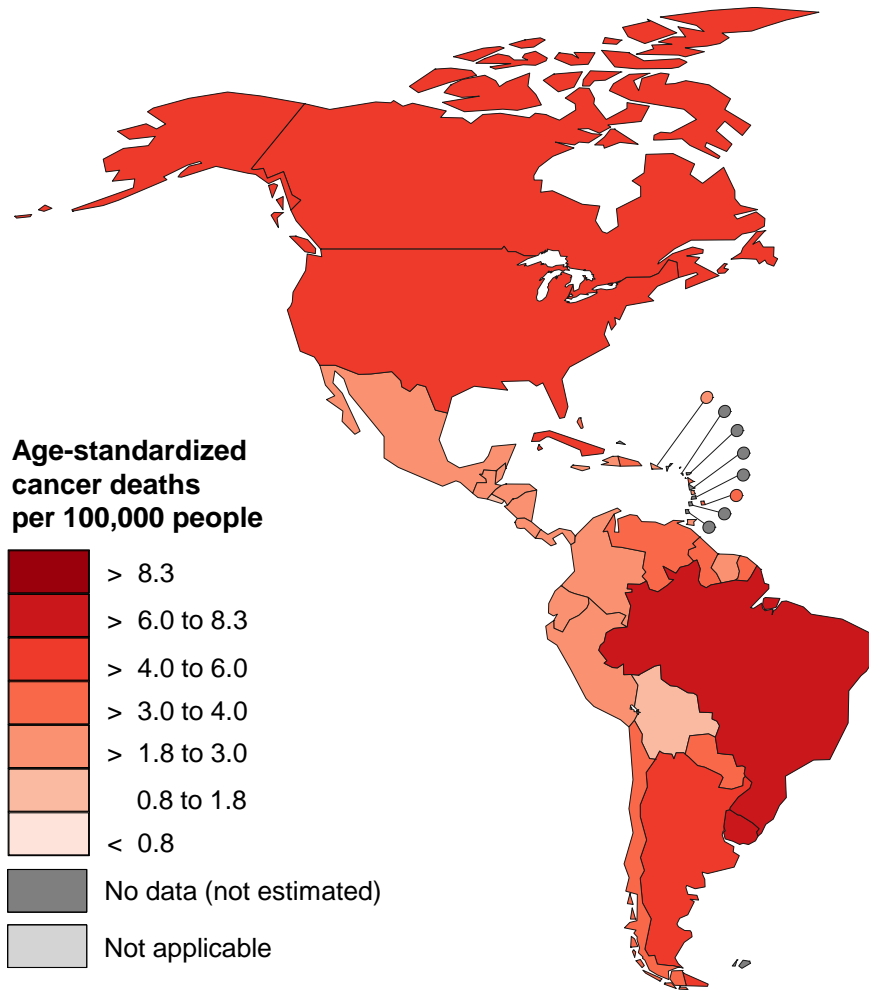 Age-standardized
cancer deaths
per 100,000 people
> 8.3
> 6.0 to 8.3
> 4.0 to 6.0
> 3.0 to 4.0
> 1.8 to 3.0
0.8 to 1.8
< 0.8
No data (not estimated)
Not applicable